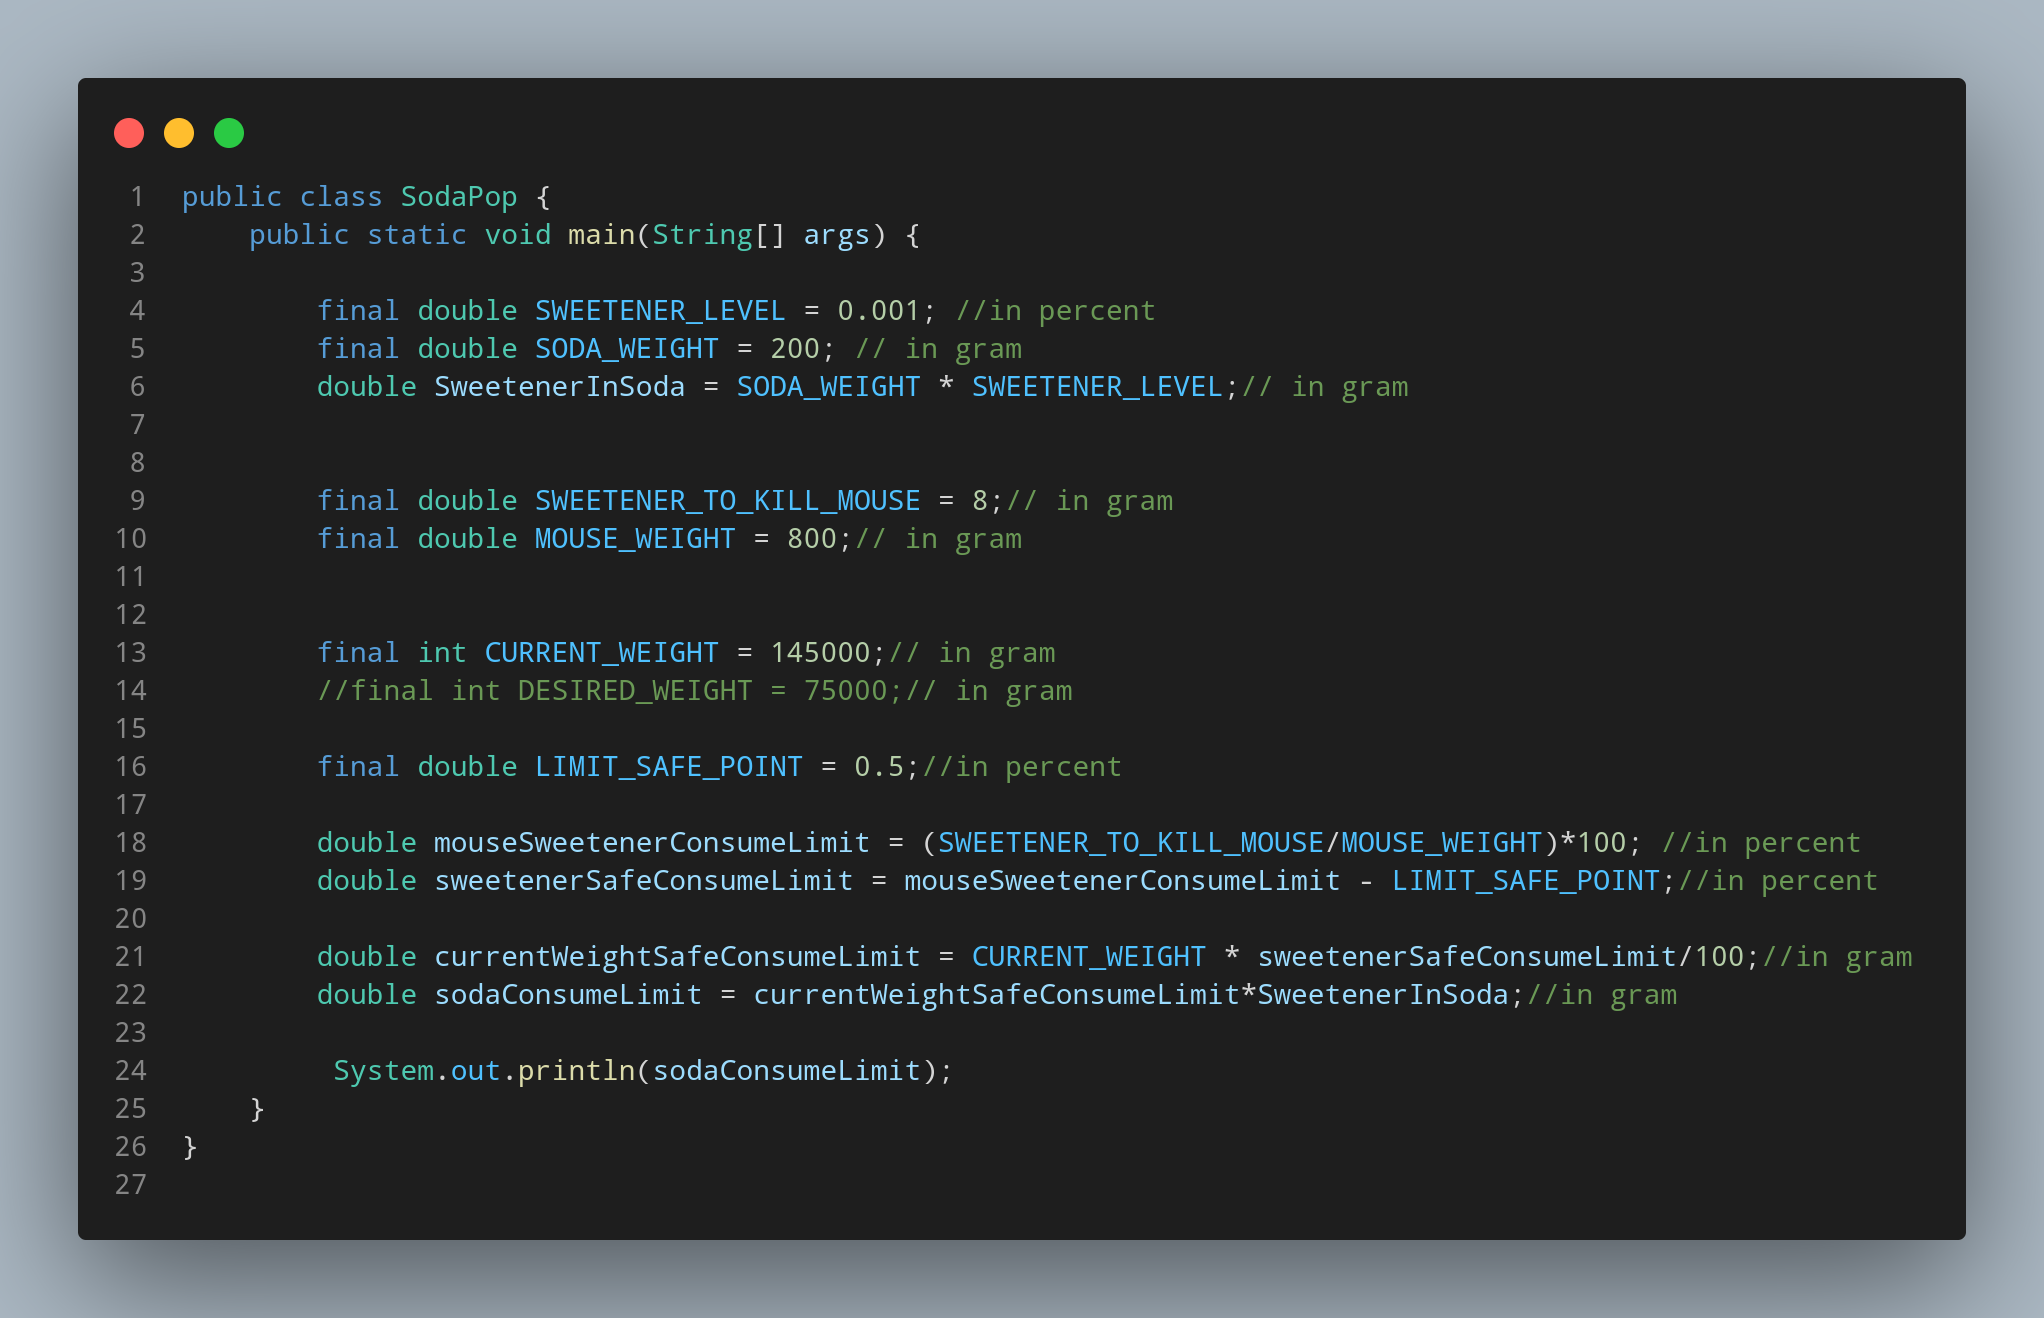 1 public class SodaPop {
2     public static void main(String[] args) {
3
4         final double SWEETENER_LEVEL = 0.001; //in percent
5         final double SODA_WEIGHT = 200; // in gram
6         double SweetenerInSoda = SODA_WEIGHT * SWEETENER_LEVEL;// in gram
7
8
9         final double SWEETENER_TO_KILL_MOUSE = 8;// in gram
10         final double MOUSE_WEIGHT = 800;// in gram
11
12
13         final int CURRENT_WEIGHT = 145000;// in gram
14         //final int DESIRED_WEIGHT = 75000;// in gram
15
16         final double LIMIT_SAFE_POINT = 0.5;//in percent
17
18         double mouseSweetenerConsumeLimit = (SWEETENER_TO_KILL_MOUSE/MOUSE_WEIGHT)*100; //in percent
19         double sweetenerSafeConsumeLimit = mouseSweetenerConsumeLimit - LIMIT_SAFE_POINT;//in percent
20
21         double currentWeightSafeConsumeLimit = CURRENT_WEIGHT * sweetenerSafeConsumeLimit/100;//in gram
22         double sodaConsumeLimit = currentWeightSafeConsumeLimit*SweetenerInSoda;//in gram
23
24          System.out.println(sodaConsumeLimit);
25     }
26 }
27